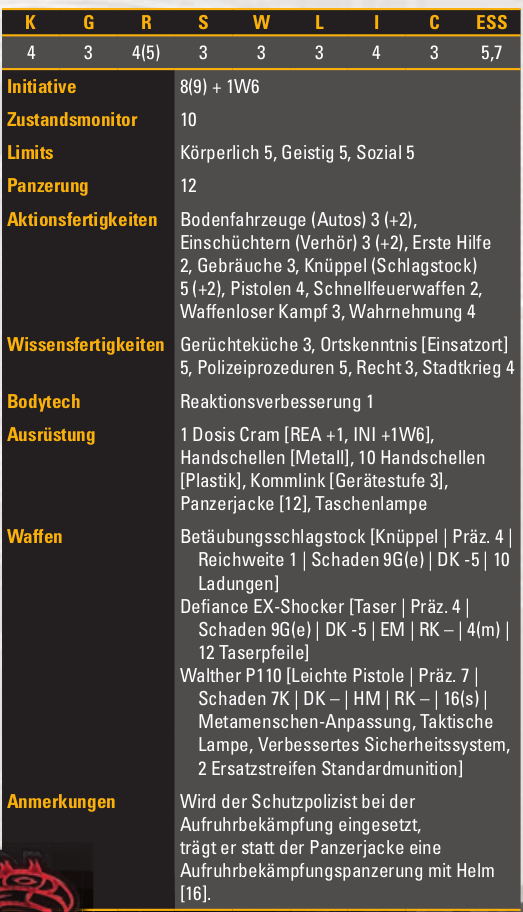 K G R S W L I C ESS
4 3 4(5) 3 3 3 4 3 5,7
Initiative 8(9) + 1W6
Zustandsmonitor 10
Limits Körperlich 5, Geistig 5, Sozial 5
Panzerung 12
Aktionsfertigkeiten Bodenfahrzeuge (Autos) 3 (+2),
Einschüchtern (Verhör) 3 (+2), Erste Hilfe
2, Gebräuche 3, Knüppel (Schlagstock)
5 (+2), Pistolen 4, Schnellfeuerwaffen 2,
Waffenloser Kampf 3, Wahrnehmung 4
Wissensfertigkeiten Gerüchteküche 3, Ortskenntnis [Einsatzort]
5, Polizeiprozeduren 5, Recht 3, Stadtkrieg 4
Bodytech Reaktionsverbesserung 1
Ausrüstung 1 Dosis Cram [REA +1, INI +1W6],
Handschellen [Metall], 10 Handschellen
[Plastik], Kommlink [Gerätestufe 3],
Panzerjacke [12], Taschenlampe
Waffen Betäubungsschlagstock [Knüppel | Präz. 4 |
Reichweite 1 | Schaden 9G(e) | DK -5 | 10
Ladungen]
Defiance EX-Shocker [Taser | Präz. 4 |
Schaden 9G(e) | DK -5 | EM | RK – | 4(m) |
12 Taserpfeile]
Walther P110 [Leichte Pistole | Präz. 7 |
Schaden 7K | DK – | HM | RK – | 16(s) |
Metamenschen-Anpassung, Taktische
Lampe, Verbessertes Sicherheitssystem,
2 Ersatzstreifen Standardmunition]
Anmerkungen Wird der Schutzpolizist bei der
Aufruhrbekämpfung eingesetzt,
trägt er statt der Panzerjacke eine
Aufruhrbekämpfungspanzerung mit Helm
[16].